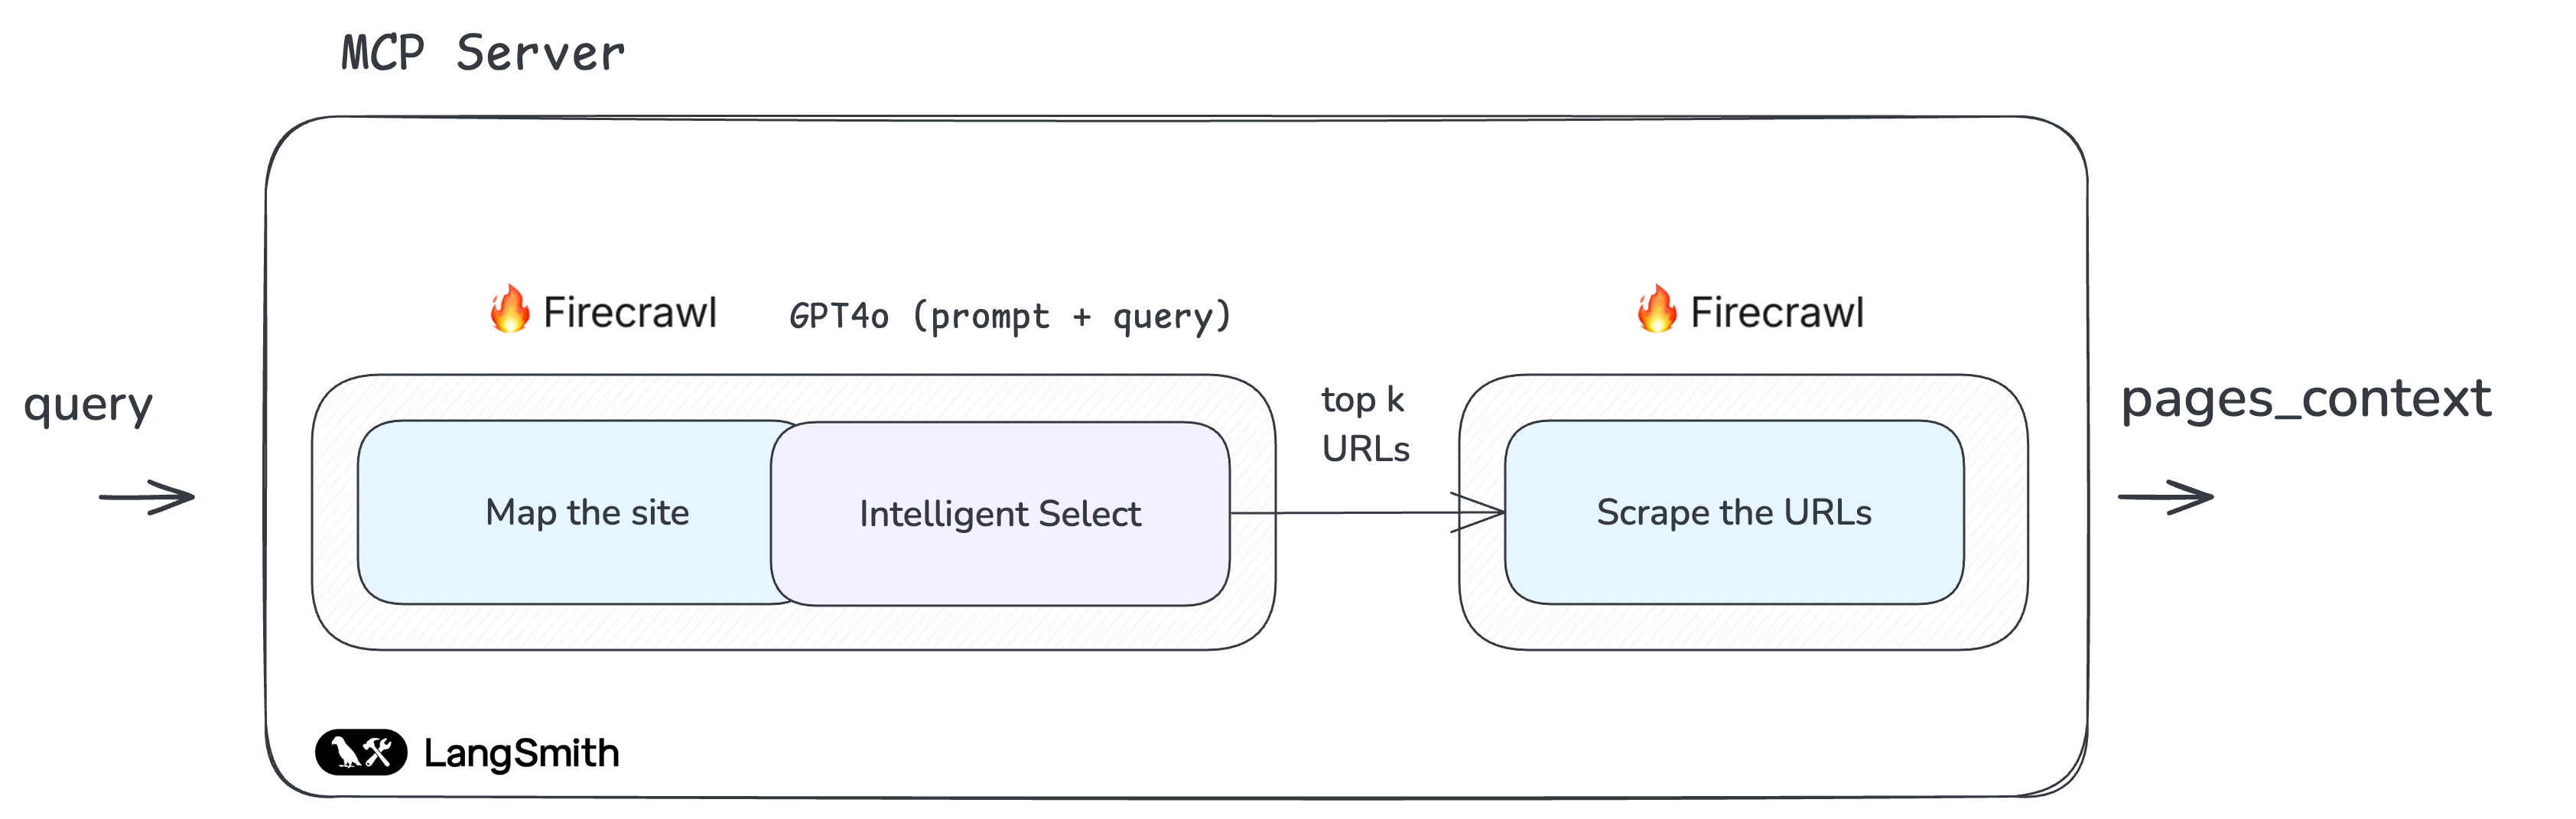 MCP Server
Firecrawl
GPT4o (prompt + query)
Firecrawl
query
top k
URLs
pages_context
Map the site
Intelligent Select
Scrape the URLs
LangSmith